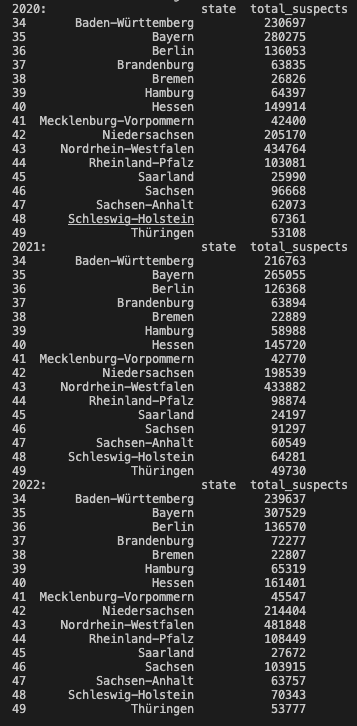 2020: state total_suspects
34 Baden-Württemberg 230697
35 Bayern 280275
36 Berlin 136053
37 Brandenburg 63835
38 Bremen 26826
39 Hamburg 64397
40 Hessen 149914
41 Mecklenburg-Vorpommern 42400
42 Niedersachsen 205170
43 Nordrhein-Westfalen 434764
44 Rheinland-Pfalz 103081
45 Saarland 25990
46 Sachsen 96668
47 Sachsen-Anhalt 62073
48 Schleswig-Holstein 67361
49 Thüringen 53108
2021: state total_suspects
34 Baden-Württemberg 216763
35 Bayern 265055
36 Berlin 126368
37 Brandenburg 63894
38 Bremen 22889
39 Hamburg 58988
40 Hessen 145720
41 Mecklenburg-Vorpommern 42770
42 Niedersachsen 198539
43 Nordrhein-Westfalen 433882
44 Rheinland-Pfalz 98874
45 Saarland 24197
46 Sachsen 91297
47 Sachsen-Anhalt 60549
48 Schleswig-Holstein 64281
49 Thüringen 49730
2022: state total_suspects
34 Baden-Württemberg 239637
35 Bayern 307529
36 Berlin 136570
37 Brandenburg 72277
38 Bremen 22807
39 Hamburg 65319
40 Hessen 161401
41 Mecklenburg-Vorpommern 45547
42 Niedersachsen 214404
43 Nordrhein-Westfalen 481848
44 Rheinland-Pfalz 108449
45 Saarland 27672
46 Sachsen 103915
47 Sachsen-Anhalt 63757
48 Schleswig-Holstein 70343
49 Thüringen 53777